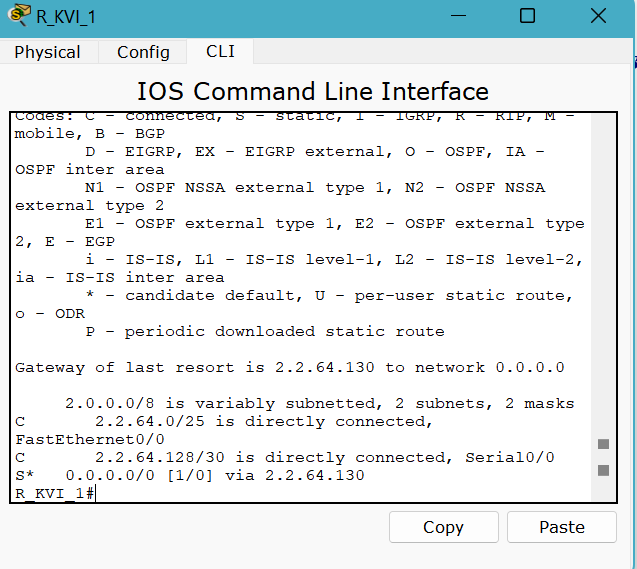 R_KVI_1
Physical Config CLI
IOS Command Line Interface
Codes: C - connected, S - static, I - IGRP, R - RIP, M -
mobile, B - BGP
D - EIGRP, EX - EIGRP external, O - OSPF, IA -
OSPF inter area
N1 - OSPF NSSA external type 1, N2 - OSPF NSSA
external type 2
E1 - OSPF external type 1, E2 - OSPF external type
2, E - EGP
i - IS-IS, L1 - IS-IS level-1, L2 - IS-IS level-2,
ia - IS-IS inter area
* - candidate default, U - per-user static route,
o - ODR
P - periodic downloaded static route
Gateway of last resort is 2.2.64.130 to network 0.0.0.0
2.0.0.0/8 is variably subnetted, 2 subnets, 2 masks
C 2.2.64.0/25 is directly connected,
FastEthernet0/0
C 2.2.64.128/30 is directly connected, Serial0/0
S* 0.0.0.0/0 [1/0] via 2.2.64.130
R_KVI_1#
Copy Paste